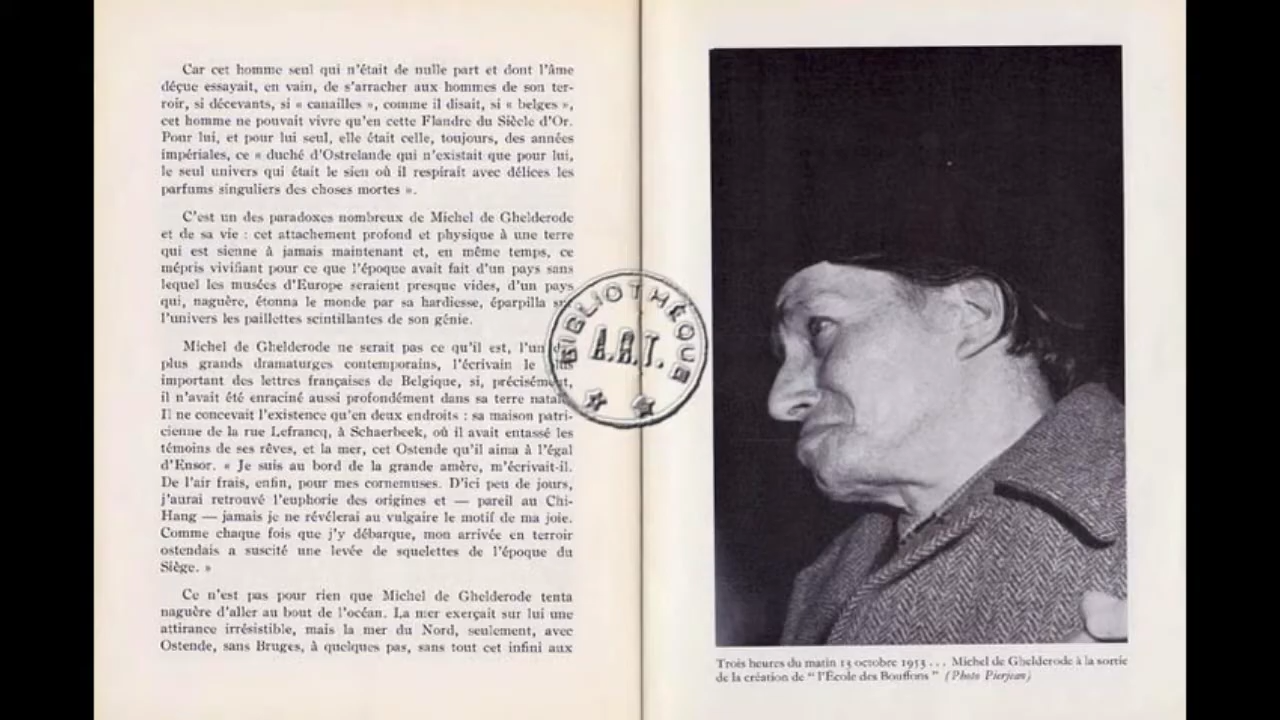 Car cet homme seul qui n'était de nulle part et dont l'âme
déçue essayait, en vain, de s'arracher aux hommes de son ter-
roir, si décevants, si « canailles », comme il disait, si « belges »,
cet homme ne pouvait vivre qu'en cette Flandre du Siècle d'Or.
Pour lui, et pour lui seul, elle était celle, toujours, des années
impériales, ce « duché d'Ostrelande qui n'existait que pour lui,
le seul univers qui était le sien où il respirait avec délices les
parfums singuliers des choses mortes ».
C'est un des paradoxes nombreux de Michel de Ghelderode
et de sa vie : cet attachement profond et physique à une terre
qui est sienne à jamais maintenant et, en même temps, ce
mépris vivifiant pour ce que l'époque avait fait d'un pays sans
lequel les musées d'Europe seraient presque vides, d'un pays
qui, naguère, étonna le monde par sa hardiesse, éparpilla
l'univers les paillettes scintillantes de son génie.
Michel de Ghelderode ne serait pas ce qu'il est, l'un
plus grands dramaturges contemporains, l'écrivain le
important des lettres françaises de Belgique, si, précisément,
il n'avait été enraciné aussi profondément dans sa terre natale.
Il ne concevait l'existence qu'en deux endroits : sa maison patri-
cienne de la rue Lefrancq, à Schaerbeek, où il avait entassé les
témoins de ses rêves, et la mer, cet Ostende qu'il aima à l'égal
d'Ensor. « Je suis au bord de la grande amère, m'écrivait-il.
De l'air frais, enfin, pour mes cornemuses. D'ici peu de jours,
j'aurai retrouvé l'euphorie des origines et — pareil au Chi-
Hang — jamais je ne révélerai au vulgaire le motif de ma joie.
Comme chaque fois que j'y débarque, mon arrivée en terroir
ostendais a suscité une levée de squelettes de l'époque du
Siège. »
Ce n'est pas pour rien que Michel de Ghelderode tenta
naguère d'aller au bout de l'océan. La mer exerçait sur lui une
attirance irrésistible, mais la mer du Nord, seulement, avec
Ostende, sans Bruges, à quelques pas, sans tout cet infini aux
BIBLIOTHÉQUE
A.R.T.
Trois heures du matin 13 octobre 1953 ... Michel de Ghelderode à la sortie
de la création de " l'École des Bouffons " (Photo Pierjean)